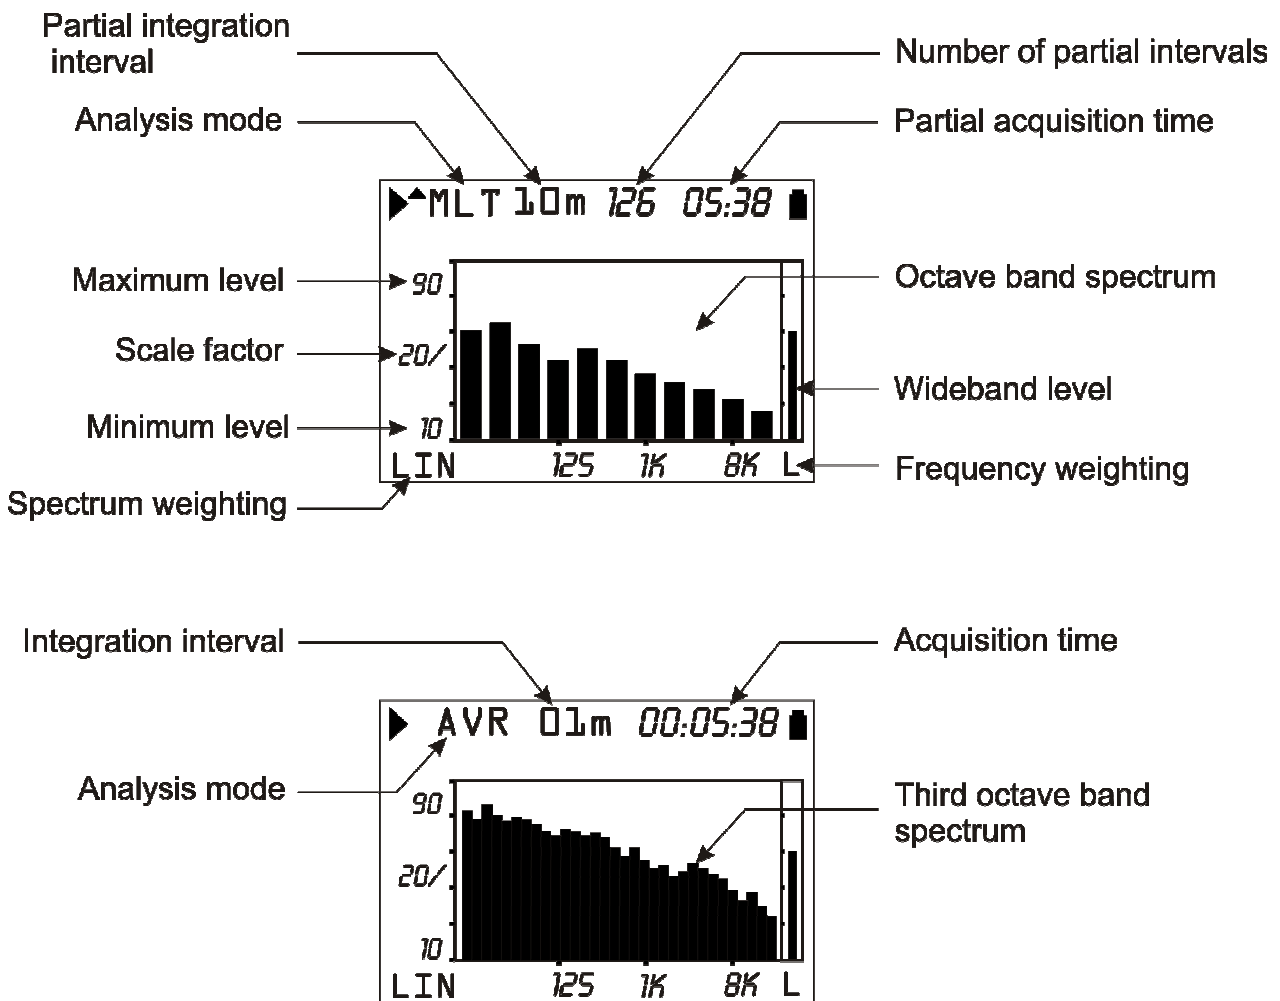 Partial integration
interval
Number of partial intervals
Analysis mode
Partial acquisition time
MLT 10m 126 05:38
Maximum level
90
Octave band spectrum
Scale factor
20/
Wideband level
Minimum level
10
LIN 125 1K 8K L
Frequency weighting
Spectrum weighting
Integration interval
Acquisition time
AVR 01m 00:05:38
Analysis mode
90
Third octave band
spectrum
20/
10
LIN 125 1K 8K L